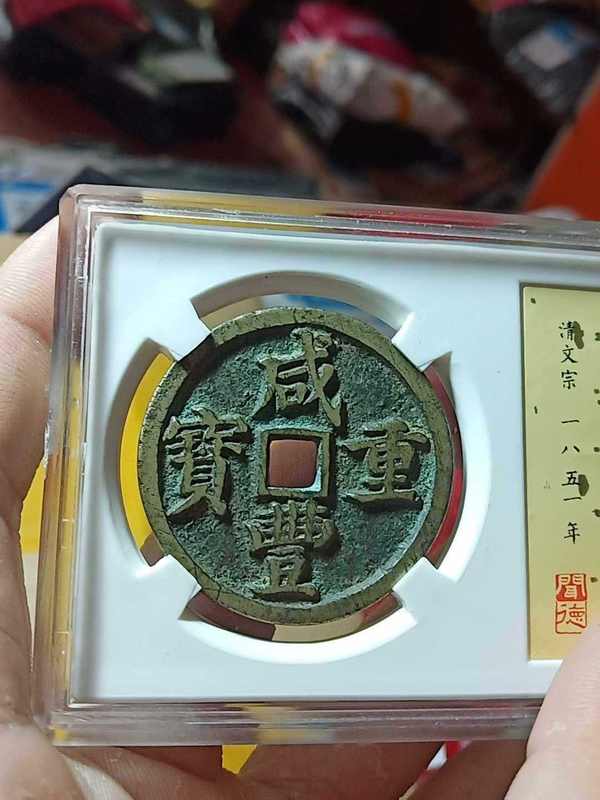 咸豐重寶
清文宗 一八五一年
聞德